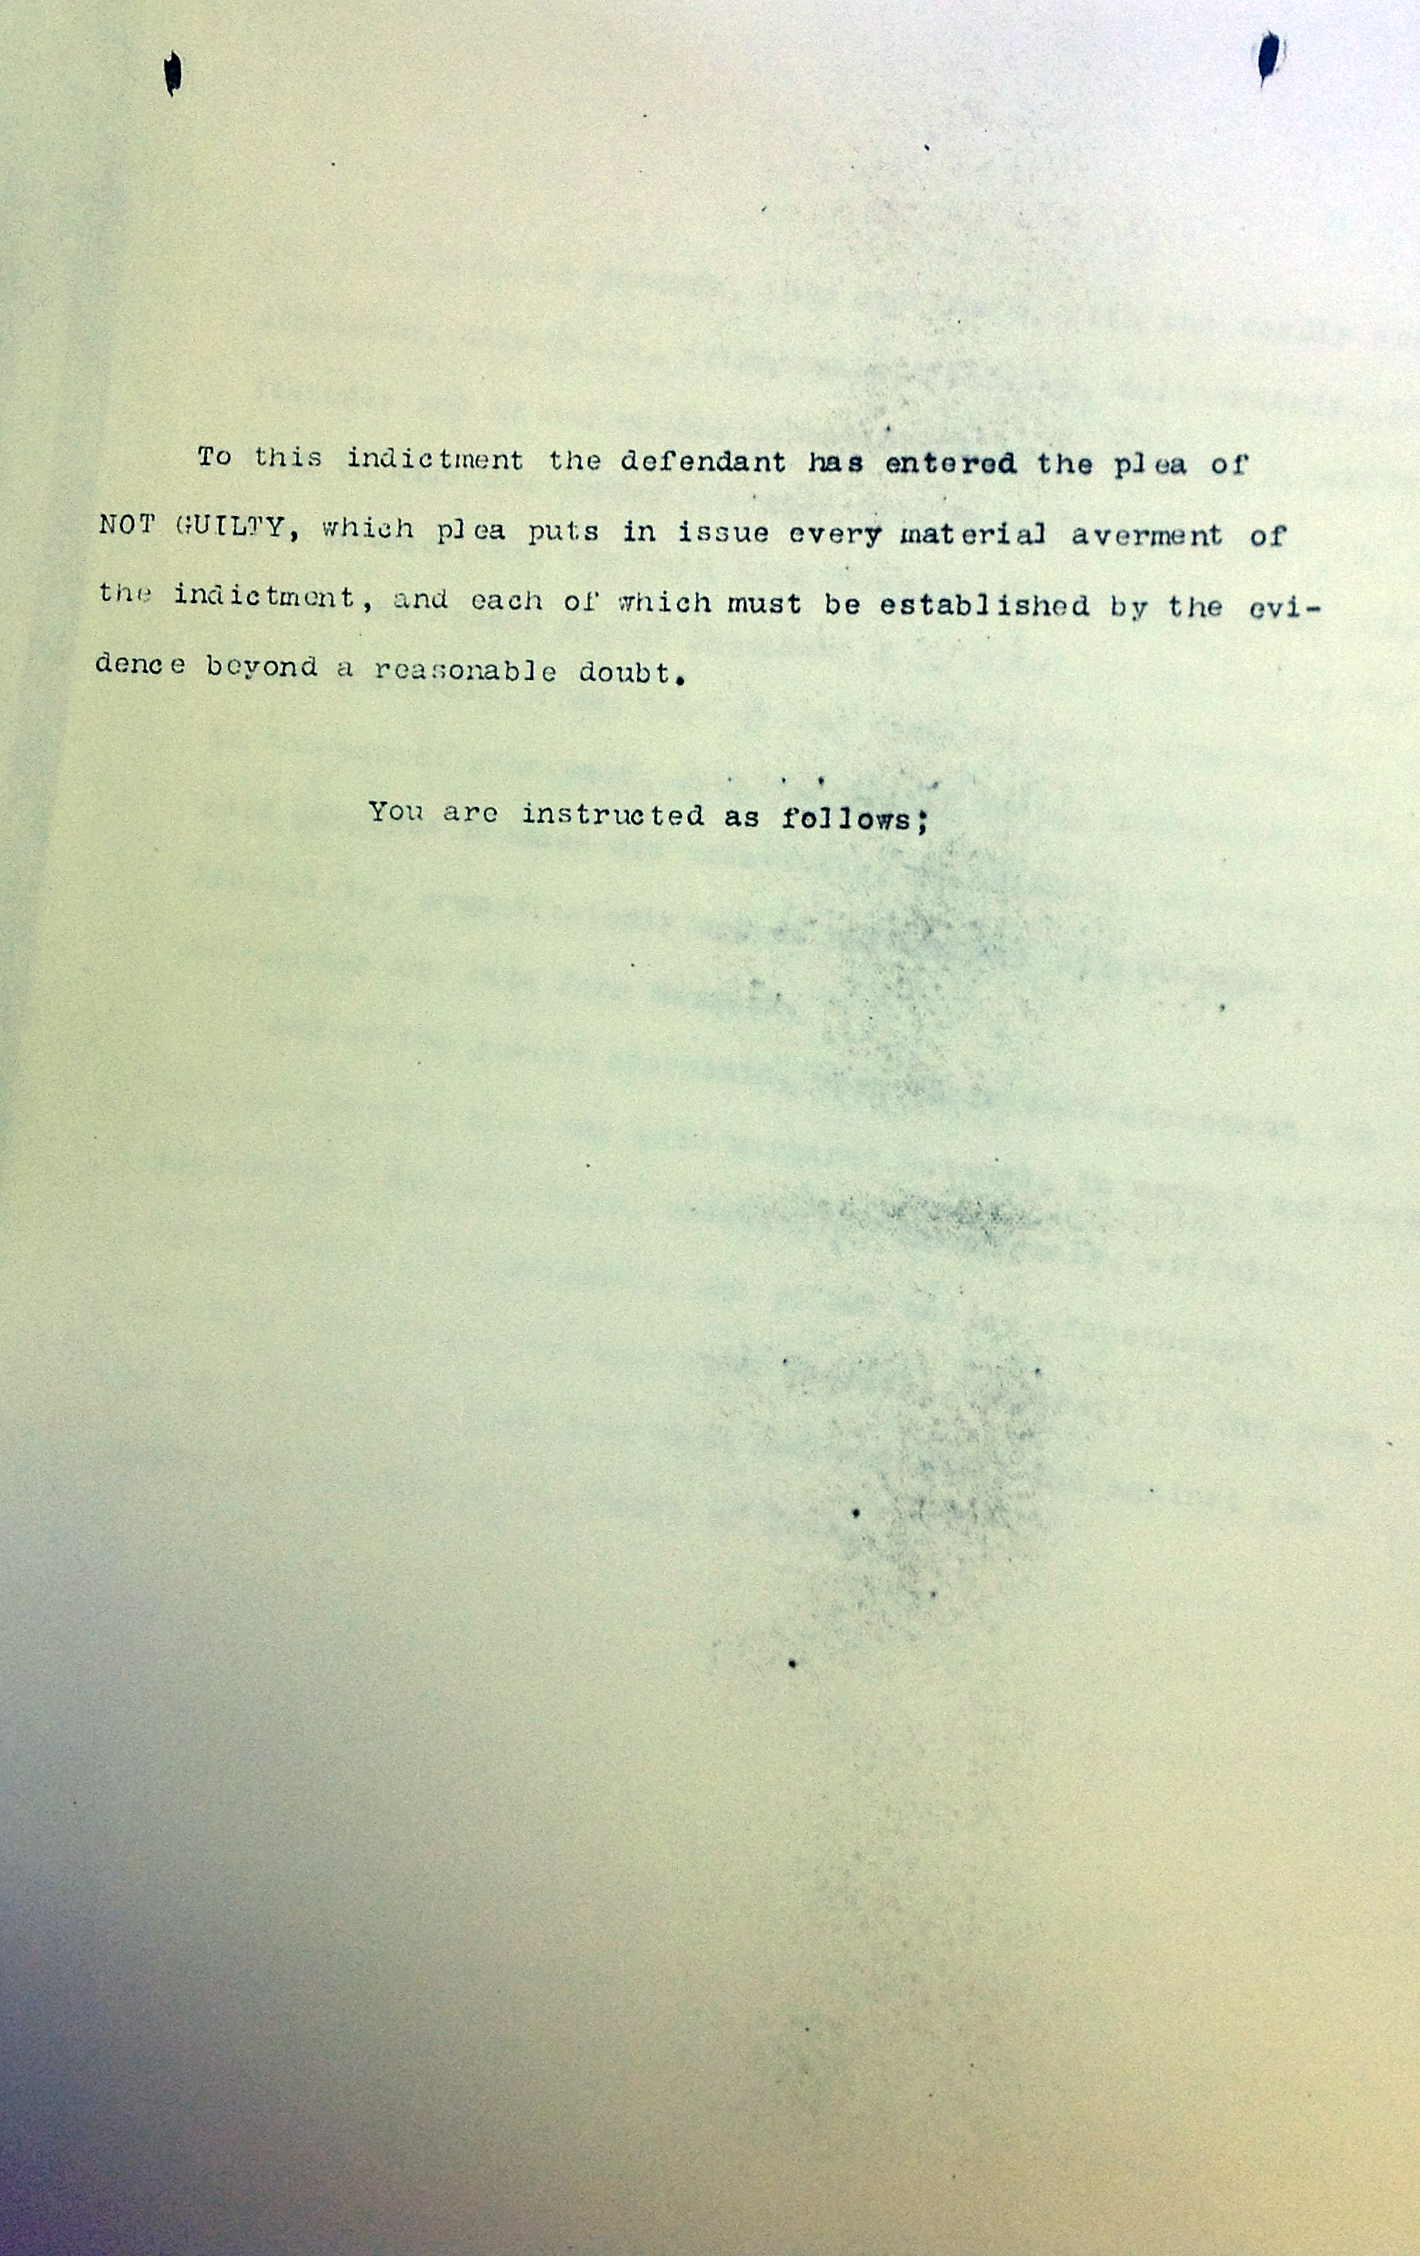 To this indictment the defendant has entered the plea of
NOT GUILTY, which plea puts in issue every material averment of
the indictment, and each of which must be established by the evi-
dence beyond a reasonable doubt.
You are instructed as follows;